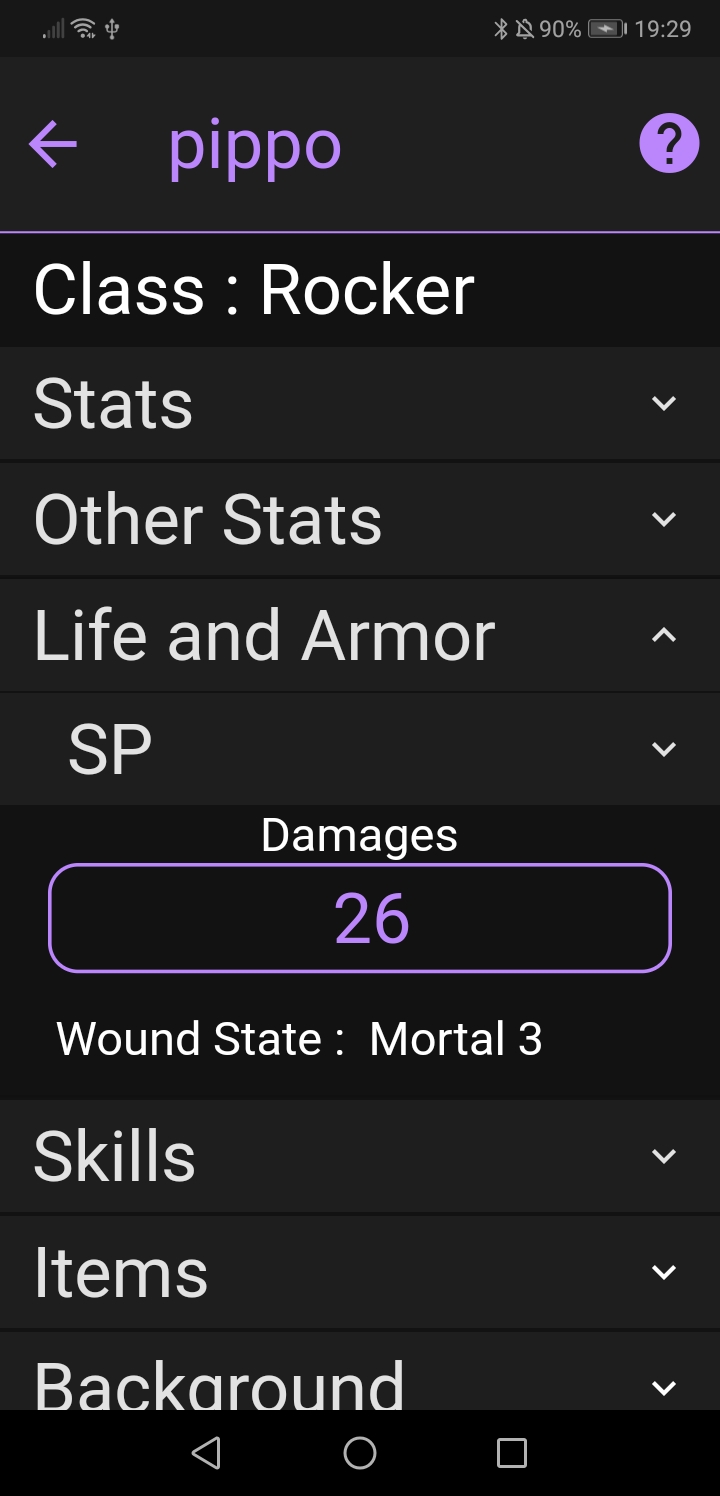 90% 19:29
pippo
Class : Rocker
Stats
Other Stats
Life and Armor
SP
Damages
26
Wound State : Mortal 3
Skills
Items
Background